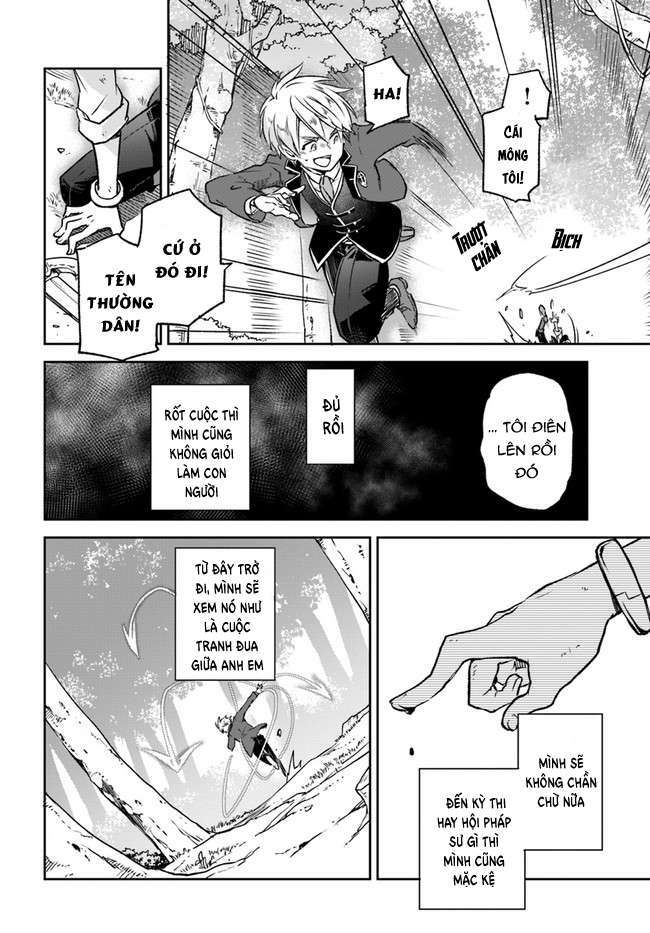 !
CÁI
MÔNG
TÔI!
HA!
BỊCH
TRƯỢT
CHÂN
CỨ Ở
ĐÓ ĐI!
TÊN
THƯỜNG
DÂN!
... TÔI ĐIÊN
LÊN RỒI
ĐÓ
ĐỦ
RỒI
RỐT CUỘC THÌ
MÌNH CŨNG
KHÔNG GIỎI
LÀM CON
NGƯỜI
MÌNH SẼ
KHÔNG CHẦN
CHỪ NỮA
ĐẾN KỲ THI
HAY HỘI PHÁP
SƯ GÌ THÌ
MÌNH CŨNG
MẶC KỆ
TỪ ĐÂY TRỞ
ĐI, MÌNH SẼ
XEM NÓ NHƯ
LÀ CUỘC
TRANH ĐUA
GIỮA ANH EM